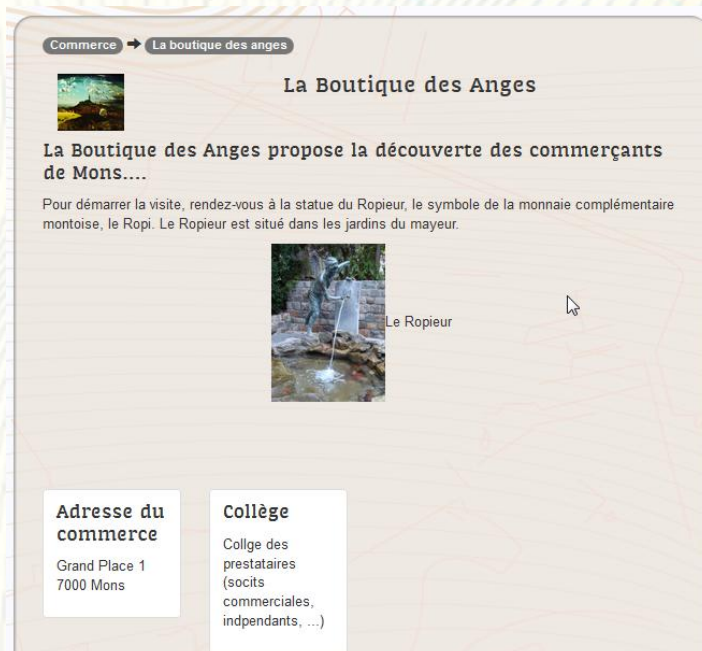 Commerce La boutique des anges
La Boutique des Anges
La Boutique des Anges propose la découverte des commerçants
de Mons....
Pour démarrer la visite, rendez-vous à la statue du Ropieur, le symbole de la monnaie complémentaire
montoise, le Ropi. Le Ropieur est situé dans les jardins du mayeur.
Le Ropieur
Adresse du
commerce
Grand Place 1
7000 Mons
Collège
Collge des
prestataires
(socits
commerciales,
indpendants, ...)